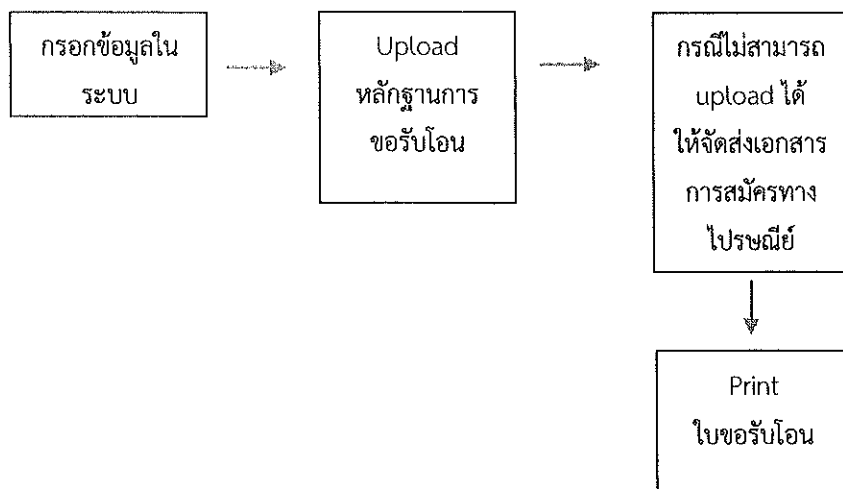 กรอกข้อมูลใน
ระบบ
Upload
หลักฐานการ
ขอรับโอน
กรณีไม่สามารถ
upload ได้
ให้จัดส่งเอกสาร
การสมัครทาง
ไปรษณีย์
Print
ใบขอรับโอน